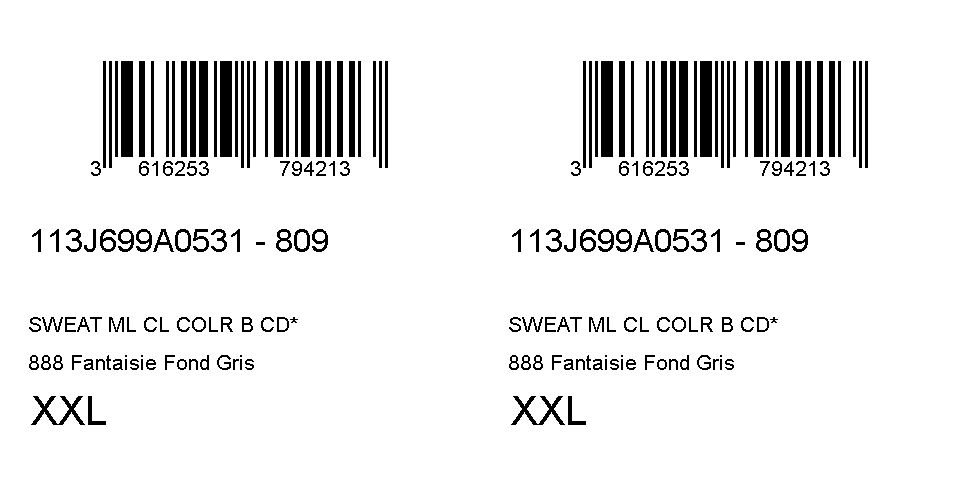 3 616253 794213
113J699A0531 - 809
SWEAT ML CL COLR B CD*
888 Fantaisie Fond Gris
XXL
3 616253 794213
113J699A0531 - 809
SWEAT ML CL COLR B CD*
888 Fantaisie Fond Gris
XXL